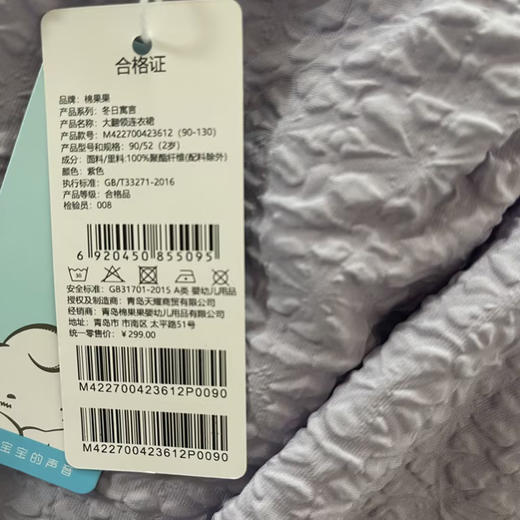 合格证
品牌：棉果果
产品系列：冬日寓言
产品名称：大翻领连衣裙
产品款号：M422700423612（90-130）
型号和规格：90/52（2岁）
成分：面料/里料:100%聚酯纤维(配料除外)
颜色：紫色
执行标准：GB/T33271-2016
产品等级：合格品
检验员：008
6 920450 855095
30
安全标准：GB31701-2015 A类 婴幼儿用品
授权及制造商：青岛天耀商贸有限公司
经销商：青岛棉果果婴幼儿用品有限公司
地址：青岛市 市南区 太平路51号
统一零售价：￥299.00
M422700423612P0090
M422700423612P0090
宝宝的声音